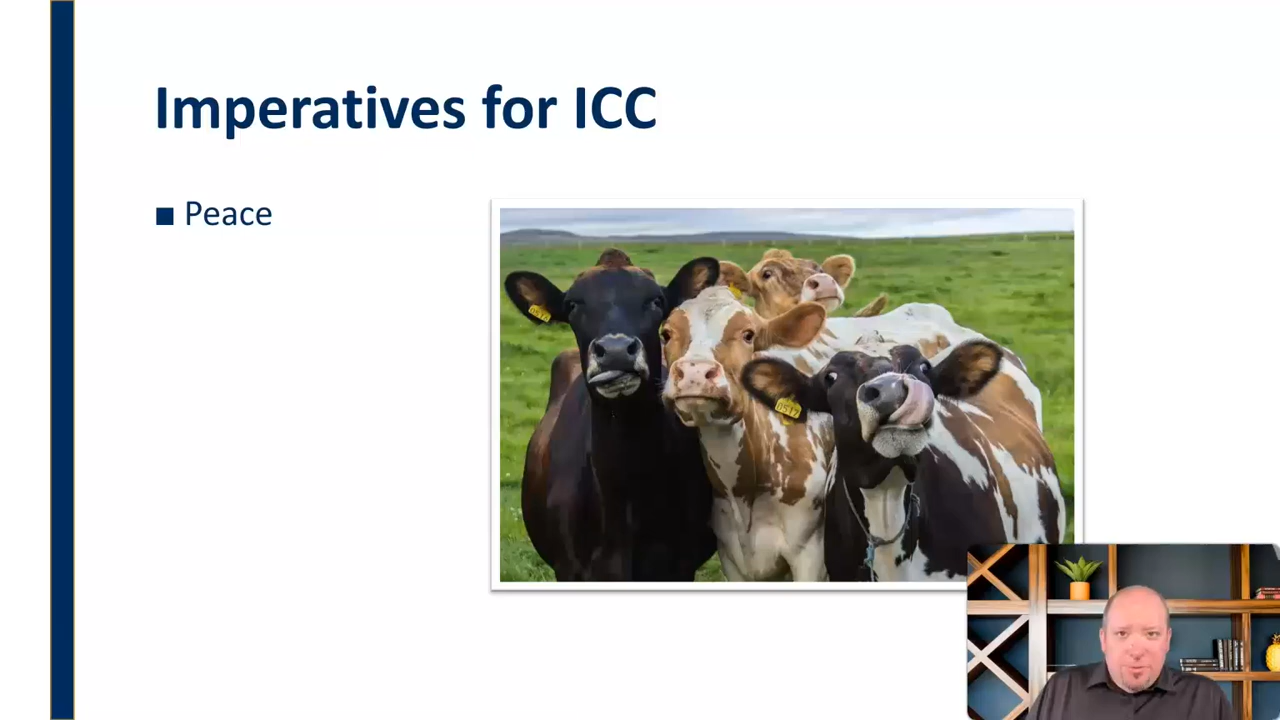 Imperatives for ICC
■ Peace